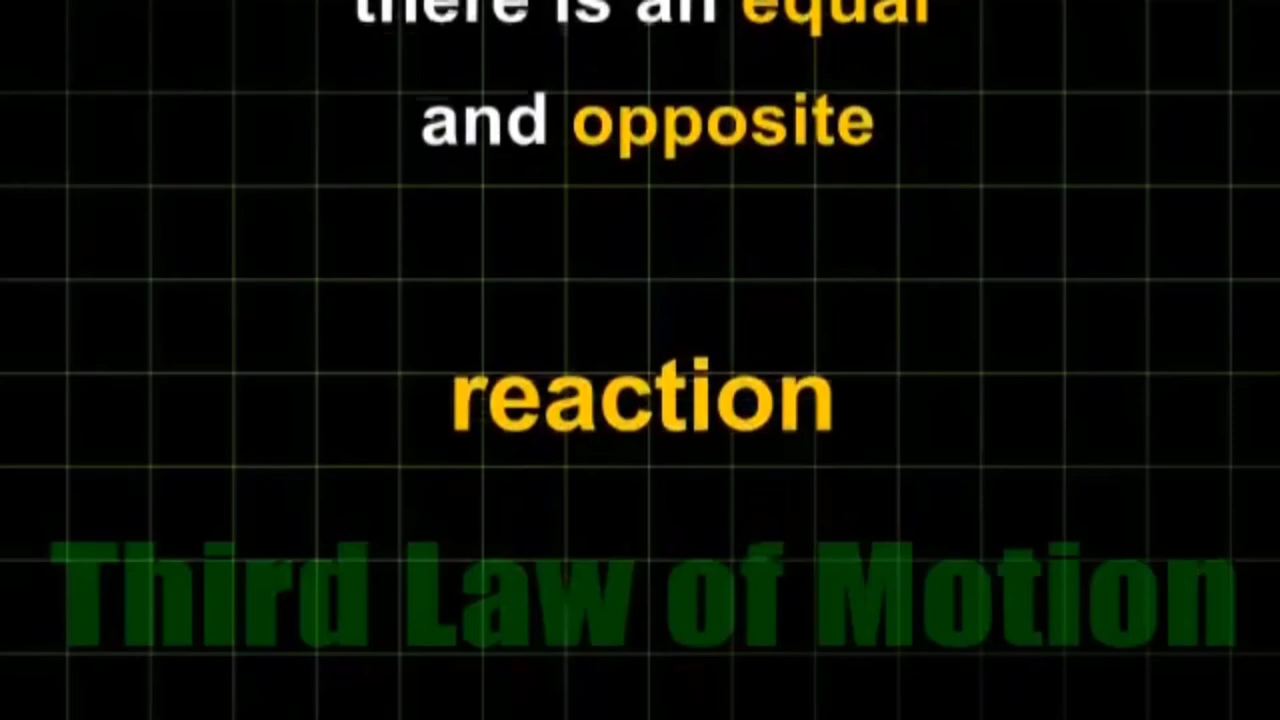 there is an equal
and opposite
reaction
Third Law of Motion